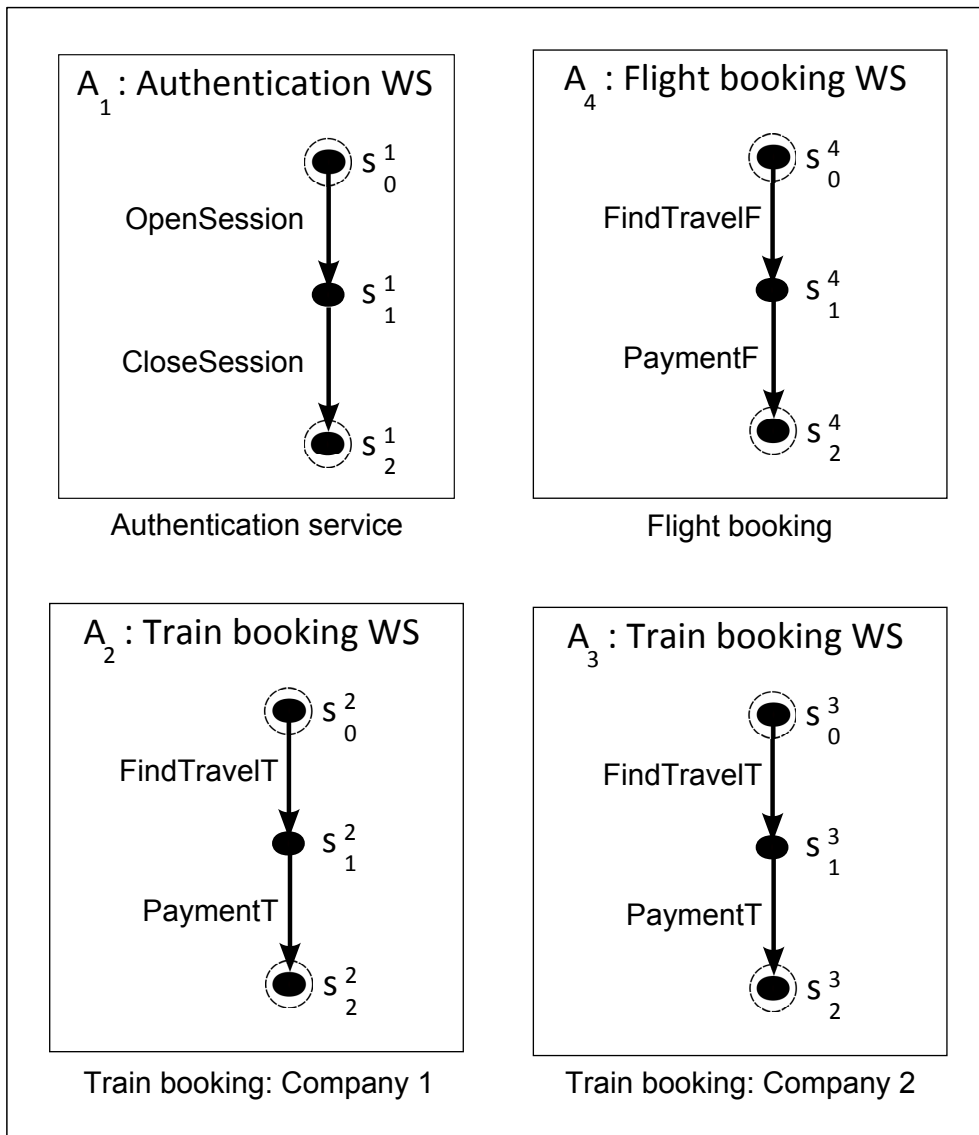 A₁ : Authentication WS
s¹₀
OpenSession
s¹₁
CloseSession
s¹₂
Authentication service
A₄ : Flight booking WS
s⁴₀
FindTravelF
s⁴₁
PaymentF
s⁴₂
Flight booking
A₂ : Train booking WS
s²₀
FindTravelT
s²₁
PaymentT
s²₂
Train booking: Company 1
A₃ : Train booking WS
s³₀
FindTravelT
s³₁
PaymentT
s³₂
Train booking: Company 2